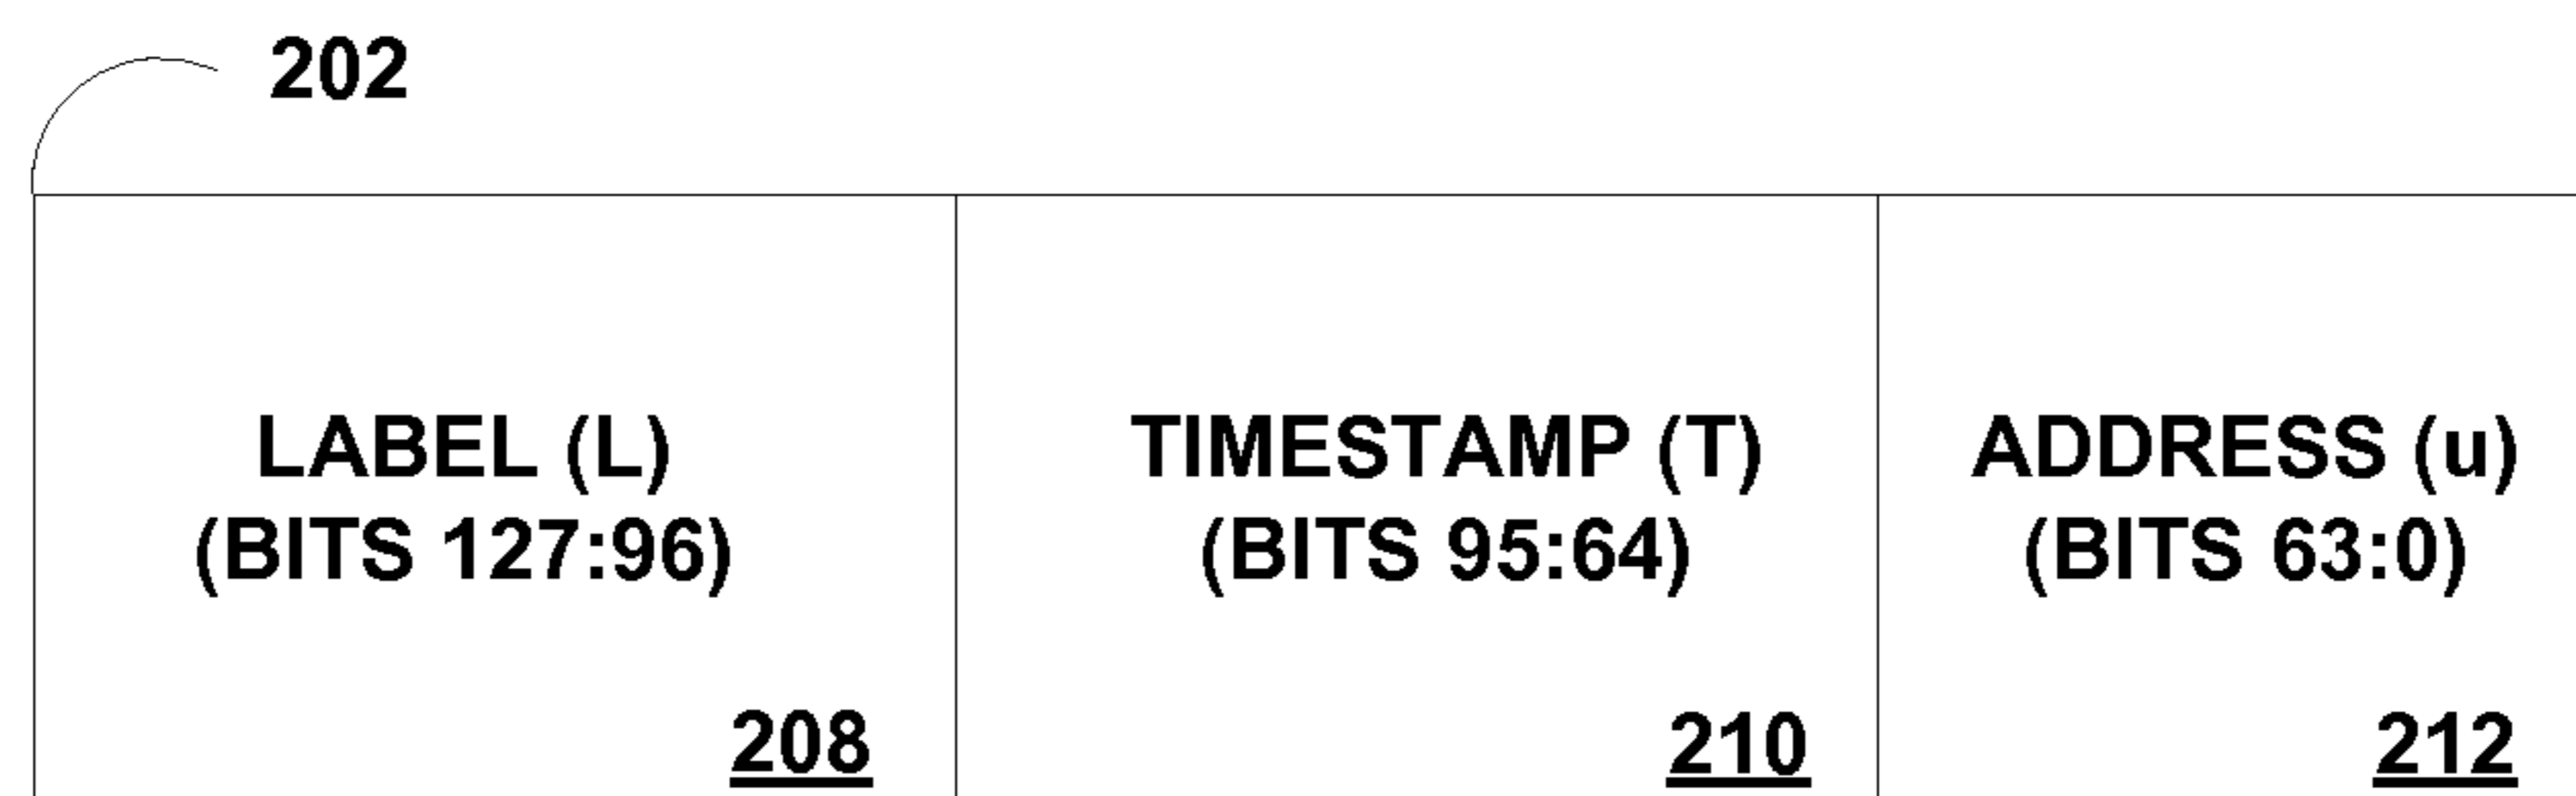 202
LABEL (L)
(BITS 127:96)
208
TIMESTAMP (T)
(BITS 95:64)
210
ADDRESS (u)
(BITS 63:0)
212